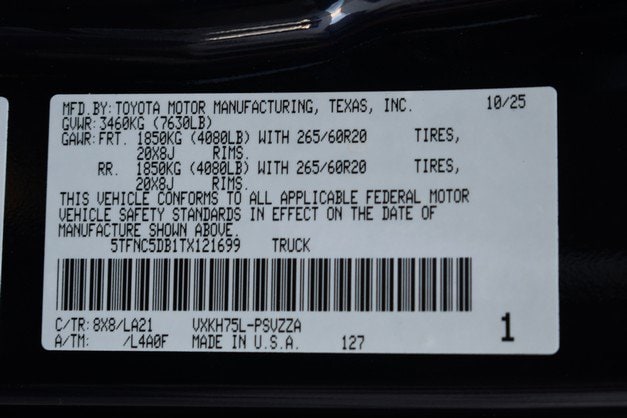 MFD.BY:TOYOTA MOTOR MANUFACTURING, TEXAS, INC. 10/25
GVWR:3460KG (7630LB)
GAWR:FRT. 1850KG (4080LB) WITH 265/60R20 TIRES,
20X8J RIMS.
RR. 1850KG (4080LB) WITH 265/60R20 TIRES,
20X8J RIMS.
THIS VEHICLE CONFORMS TO ALL APPLICABLE FEDERAL MOTOR
VEHICLE SAFETY STANDARDS IN EFFECT ON THE DATE OF
MANUFACTURE SHOWN ABOVE.
5TFNC5DB1TX121699 TRUCK
C/TR:8X8/LA21 VXKH75L-PSVZZA
A/TM: /L4A0F MADE IN U.S.A. 127
1